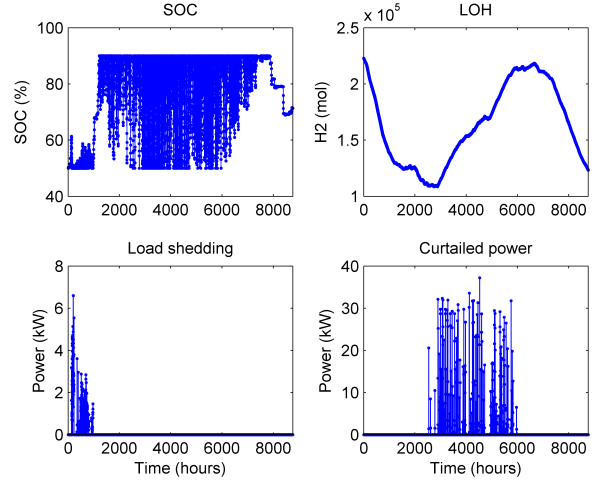 SOC
100
80
60
40
SOC (%)
0 2000 4000 6000 8000
LOH
x 10^5
2.5
2
1.5
1
H2 (mol)
0 2000 4000 6000 8000
Load shedding
8
6
4
2
0
Power (kW)
0 2000 4000 6000 8000
Time (hours)
Curtailed power
40
30
20
10
0
Power (kW)
0 2000 4000 6000 8000
Time (hours)